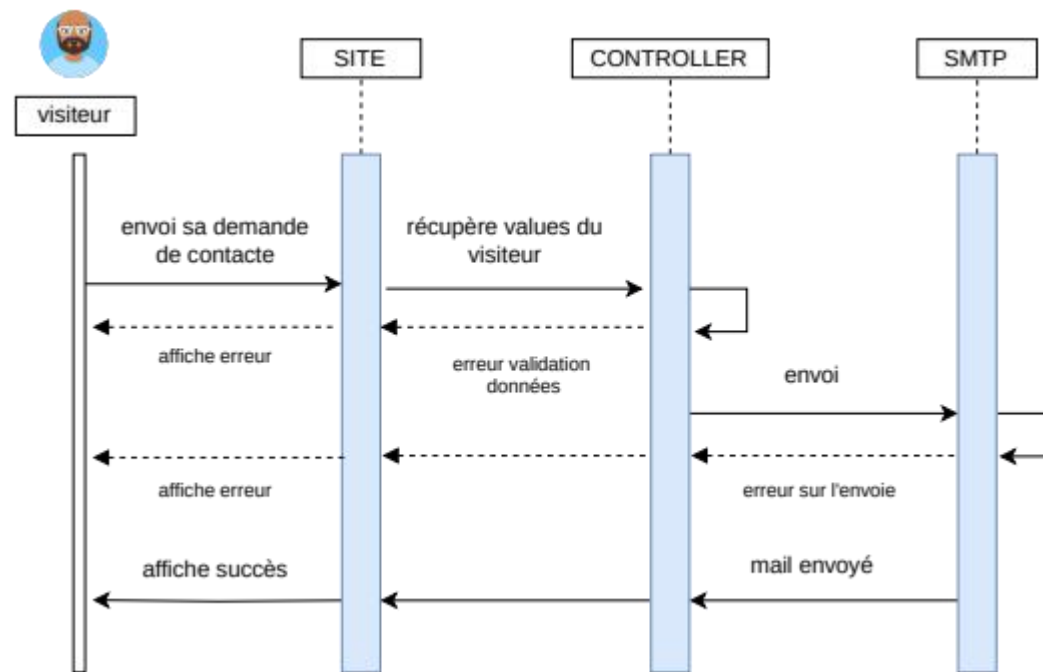 SITE
CONTROLLER
SMTP
visiteur
envoi sa demande
de contacte
récupère values du
visiteur
affiche erreur
erreur validation
données
envoi
affiche erreur
erreur sur l'envoie
affiche succès
mail envoyé